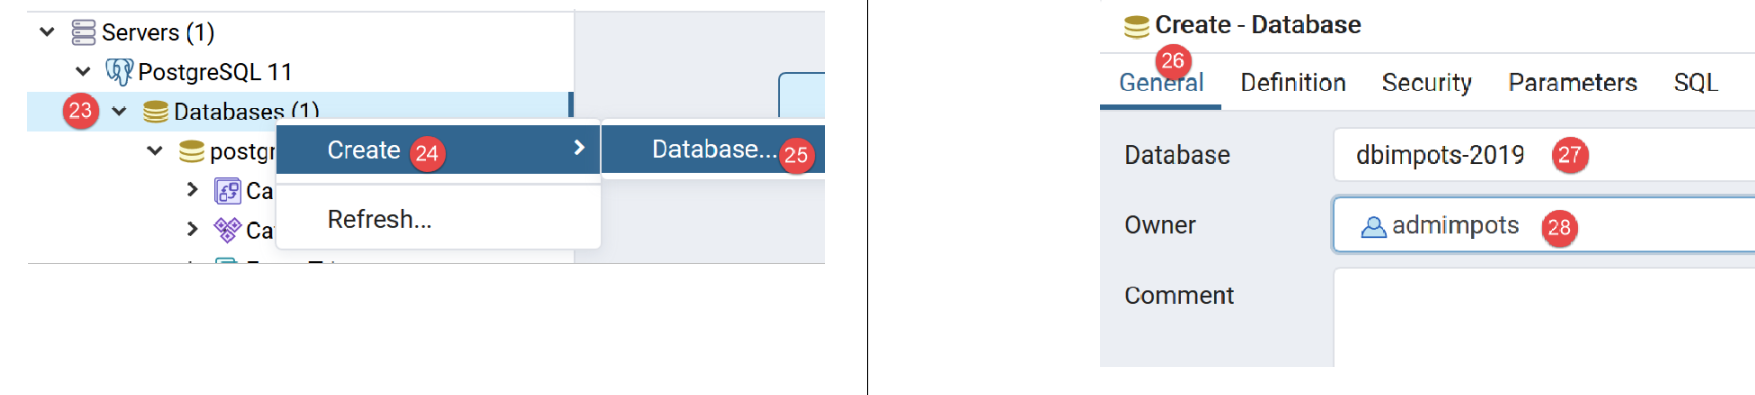 Servers (1)
PostgreSQL 11
23 Databases (1)
postgr
Create 24
Database... 25
Ca
Refresh...
Ca
Create - Database
26
General Definition Security Parameters SQL
Database dbimpots-2019 27
Owner admimpots 28
Comment